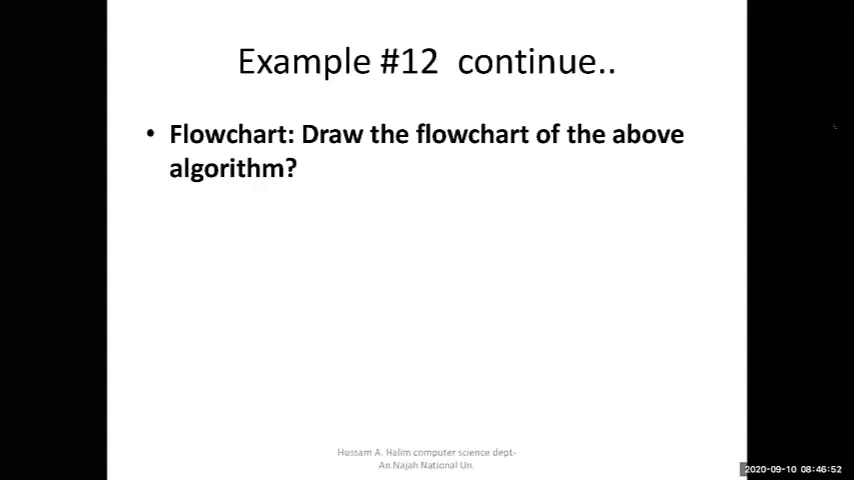 Example #12 continue..
• Flowchart: Draw the flowchart of the above
algorithm?
Hussam A. Halim computer science dept-
An Najah National Un.
2020-09-10 08:46:52